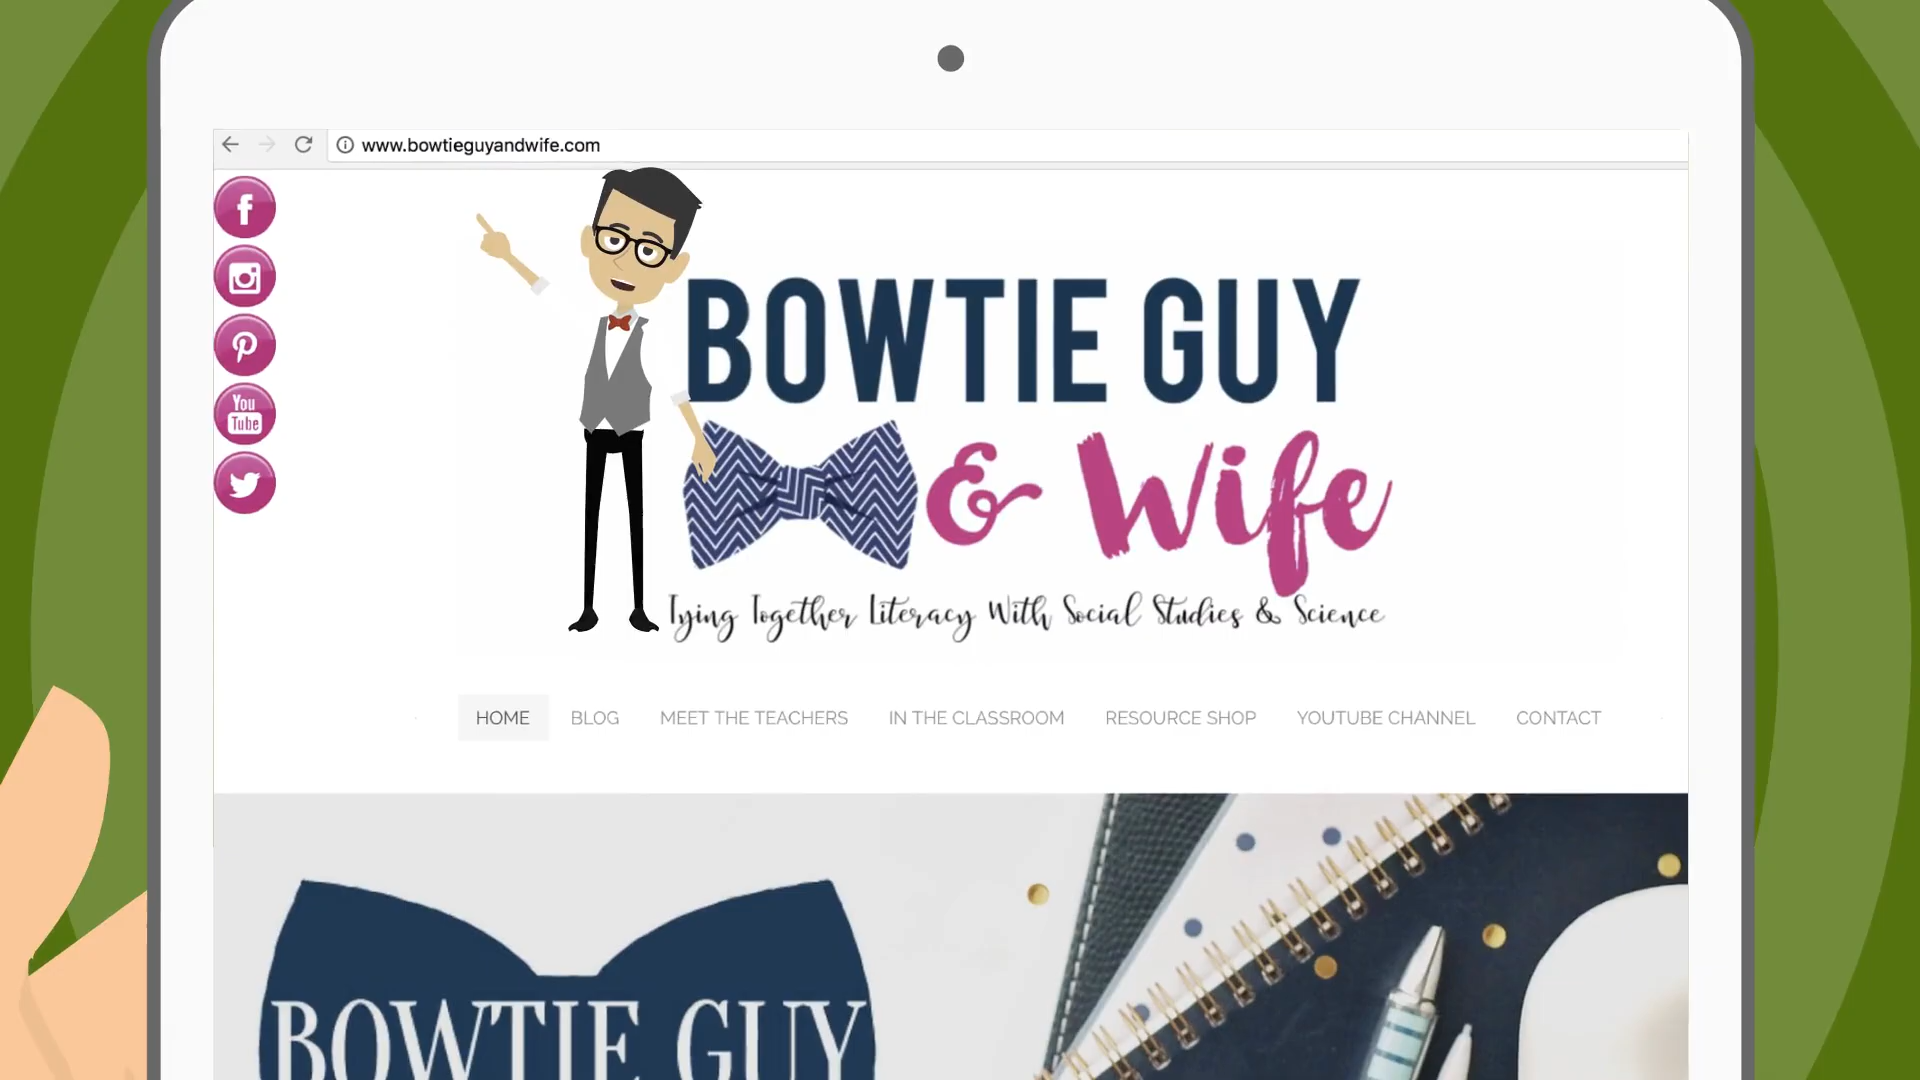 www.bowtieguyandwife.com
f
You
Tube
BOWTIE GUY
& Wife
Tying Together Literacy With Social Studies & Science
HOME BLOG MEET THE TEACHERS IN THE CLASSROOM RESOURCE SHOP YOUTUBE CHANNEL CONTACT
BOWTIE GUY